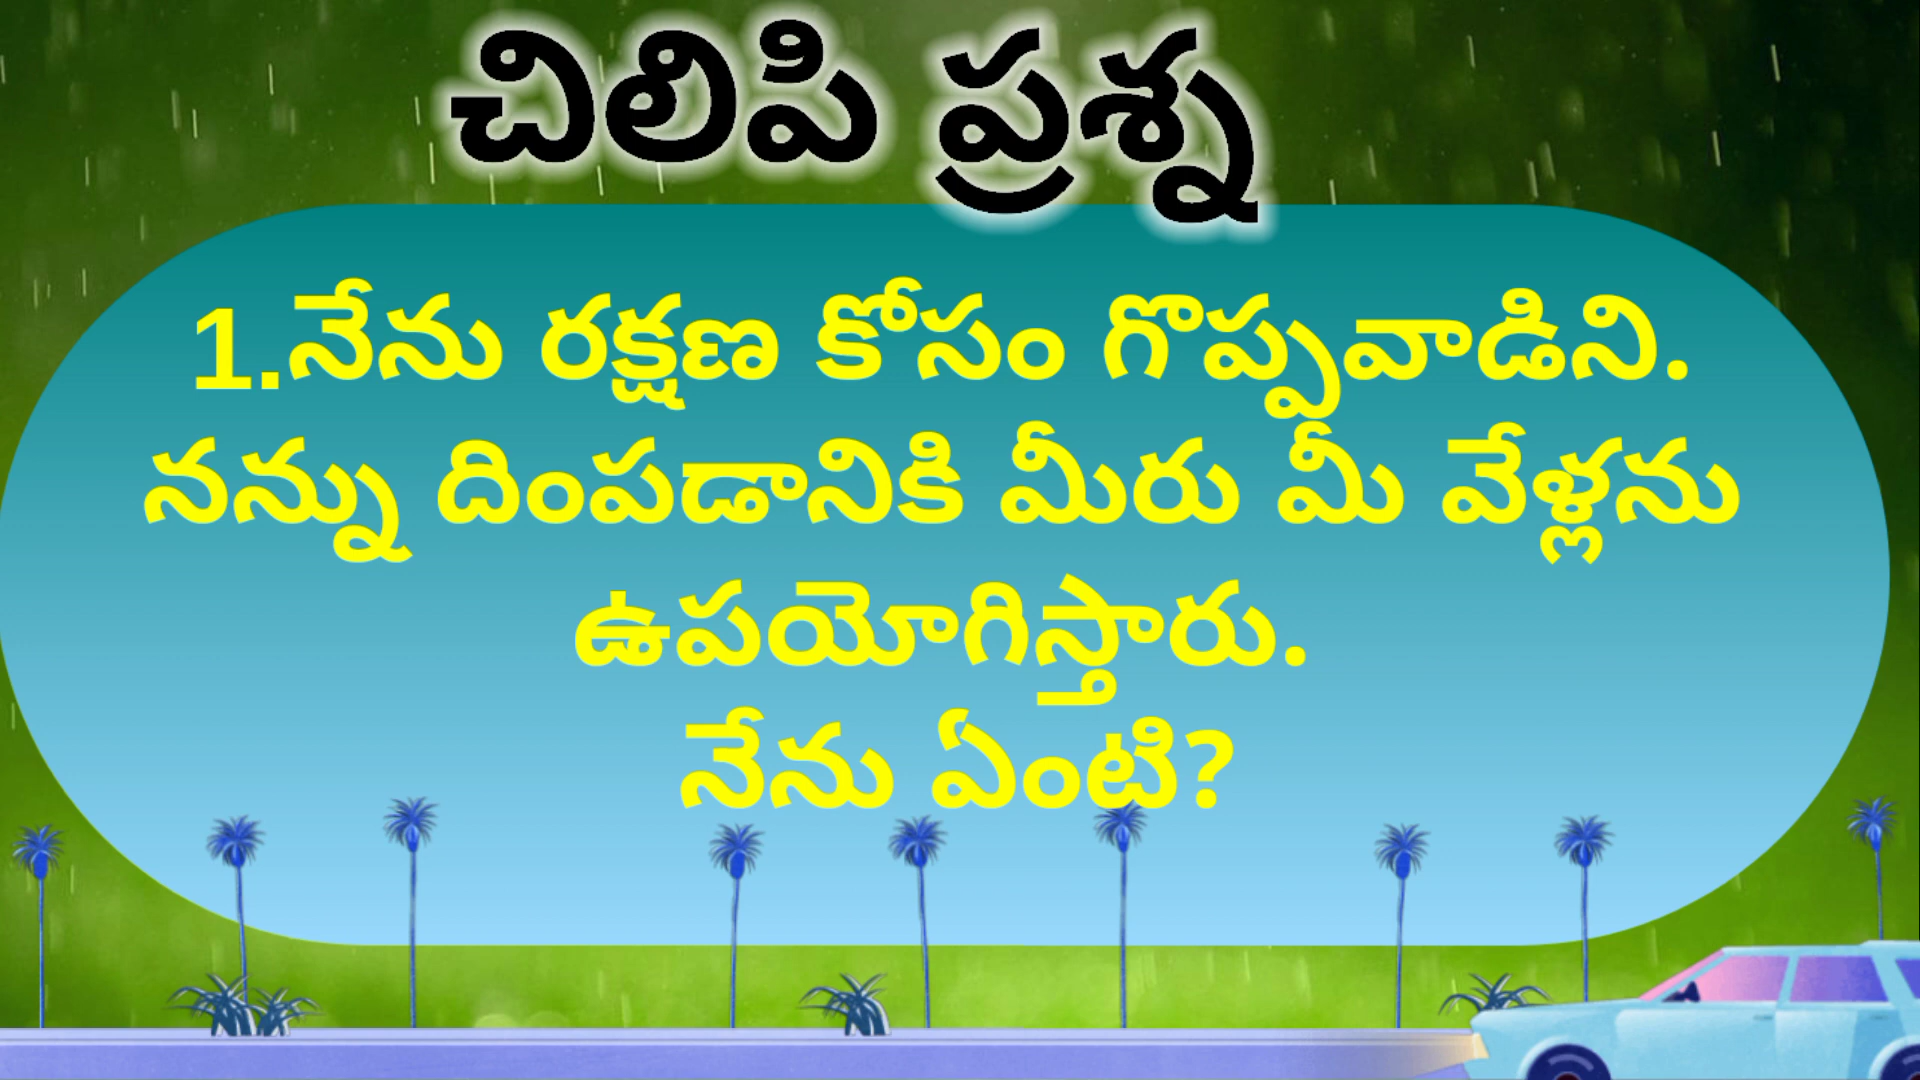 చిలిపి ప్రశ్న
1.నేను రక్షణ కోసం గొప్పవాడిని.
నన్ను దింపడానికి మీరు మీ వేళ్లను
ఉపయోగిస్తారు.
నేను ఏంటి?